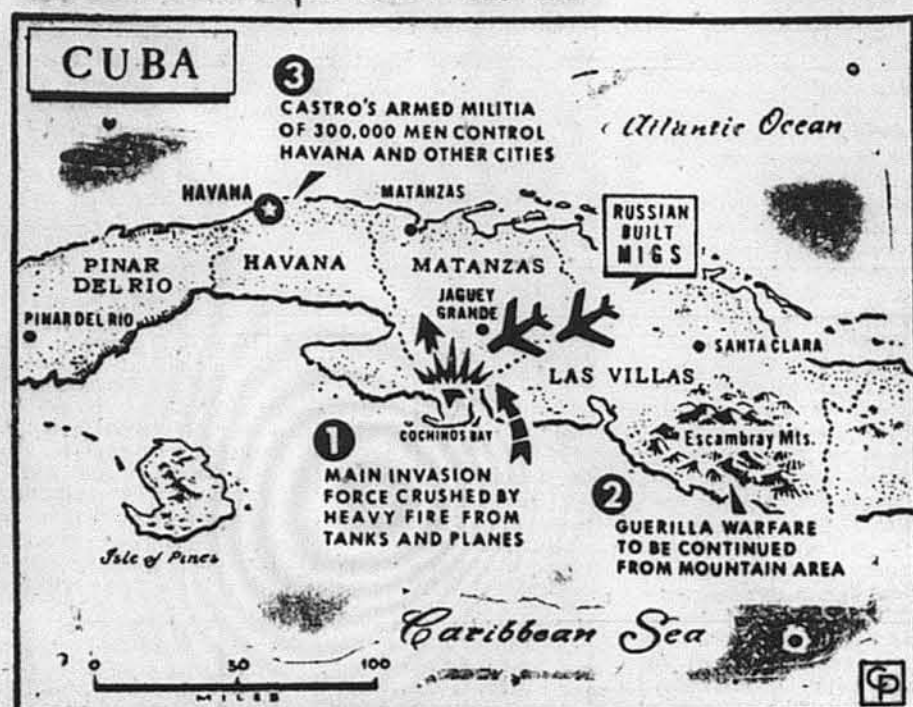 CUBA
3
CASTRO'S ARMED MILITIA
OF 300,000 MEN CONTROL
HAVANA AND OTHER CITIES
Atlantic Ocean
HAVANA
MATANZAS
RUSSIAN
BUILT
MIGS
PINAR
DEL RIO
HAVANA
MATANZAS
PINAR DEL RIO
JAGUEY
GRANDE
SANTA CLARA
LAS VILLAS
COCHINOS BAY
Escambray Mts.
1
MAIN INVASION
FORCE CRUSHED BY
HEAVY FIRE FROM
TANKS AND PLANES
2
GUERILLA WARFARE
TO BE CONTINUED
FROM MOUNTAIN AREA
Isle of Pines
Caribbean Sea
0 50 100
MILES
CP